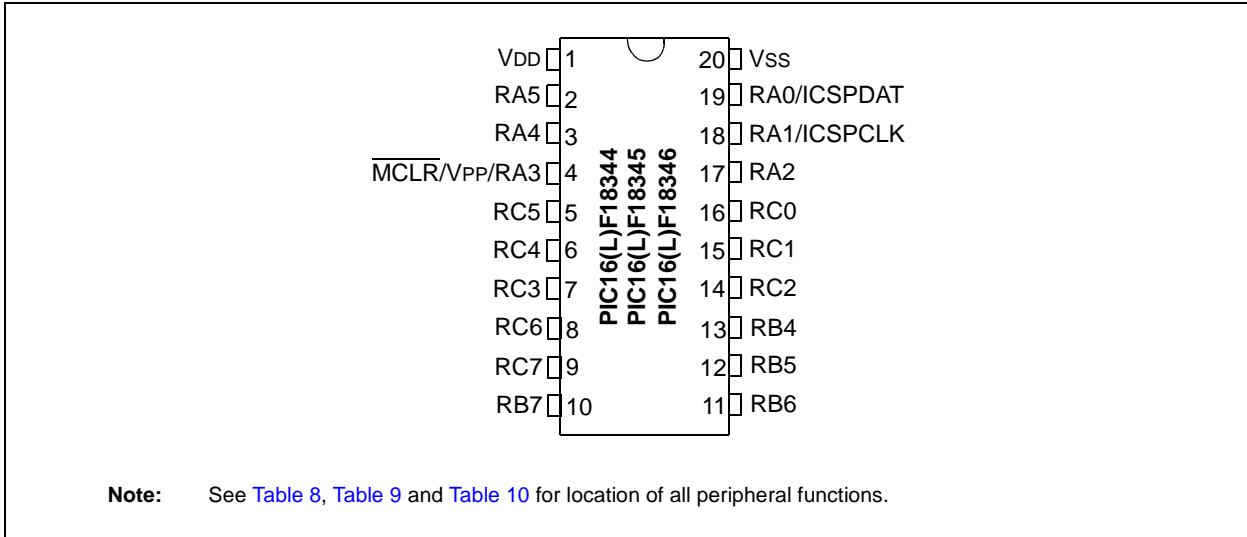 VDD 1 20 VSS
RA5 2 19 RA0/ICSPDAT
RA4 3 18 RA1/ICSPCLK
MCLR/VPP/RA3 4 17 RA2
RC5 5 16 RC0
RC4 6 15 RC1
RC3 7 14 RC2
RC6 8 13 RB4
RC7 9 12 RB5
RB7 10 11 RB6
PIC16(L)F18344
PIC16(L)F18345
PIC16(L)F18346
Note: See Table 8, Table 9 and Table 10 for location of all peripheral functions.